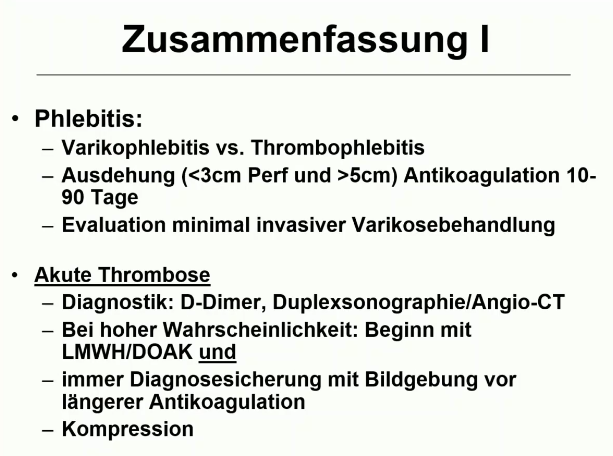 Zusammenfassung I
• Phlebitis:
– Varikophlebitis vs. Thrombophlebitis
– Ausdehung (<3cm Perf und >5cm) Antikoagulation 10-
90 Tage
– Evaluation minimal invasiver Varikosebehandlung
• Akute Thrombose
– Diagnostik: D-Dimer, Duplexsonographie/Angio-CT
– Bei hoher Wahrscheinlichkeit: Beginn mit
LMWH/DOAK und
– immer Diagnosesicherung mit Bildgebung vor
längerer Antikoagulation
– Kompression